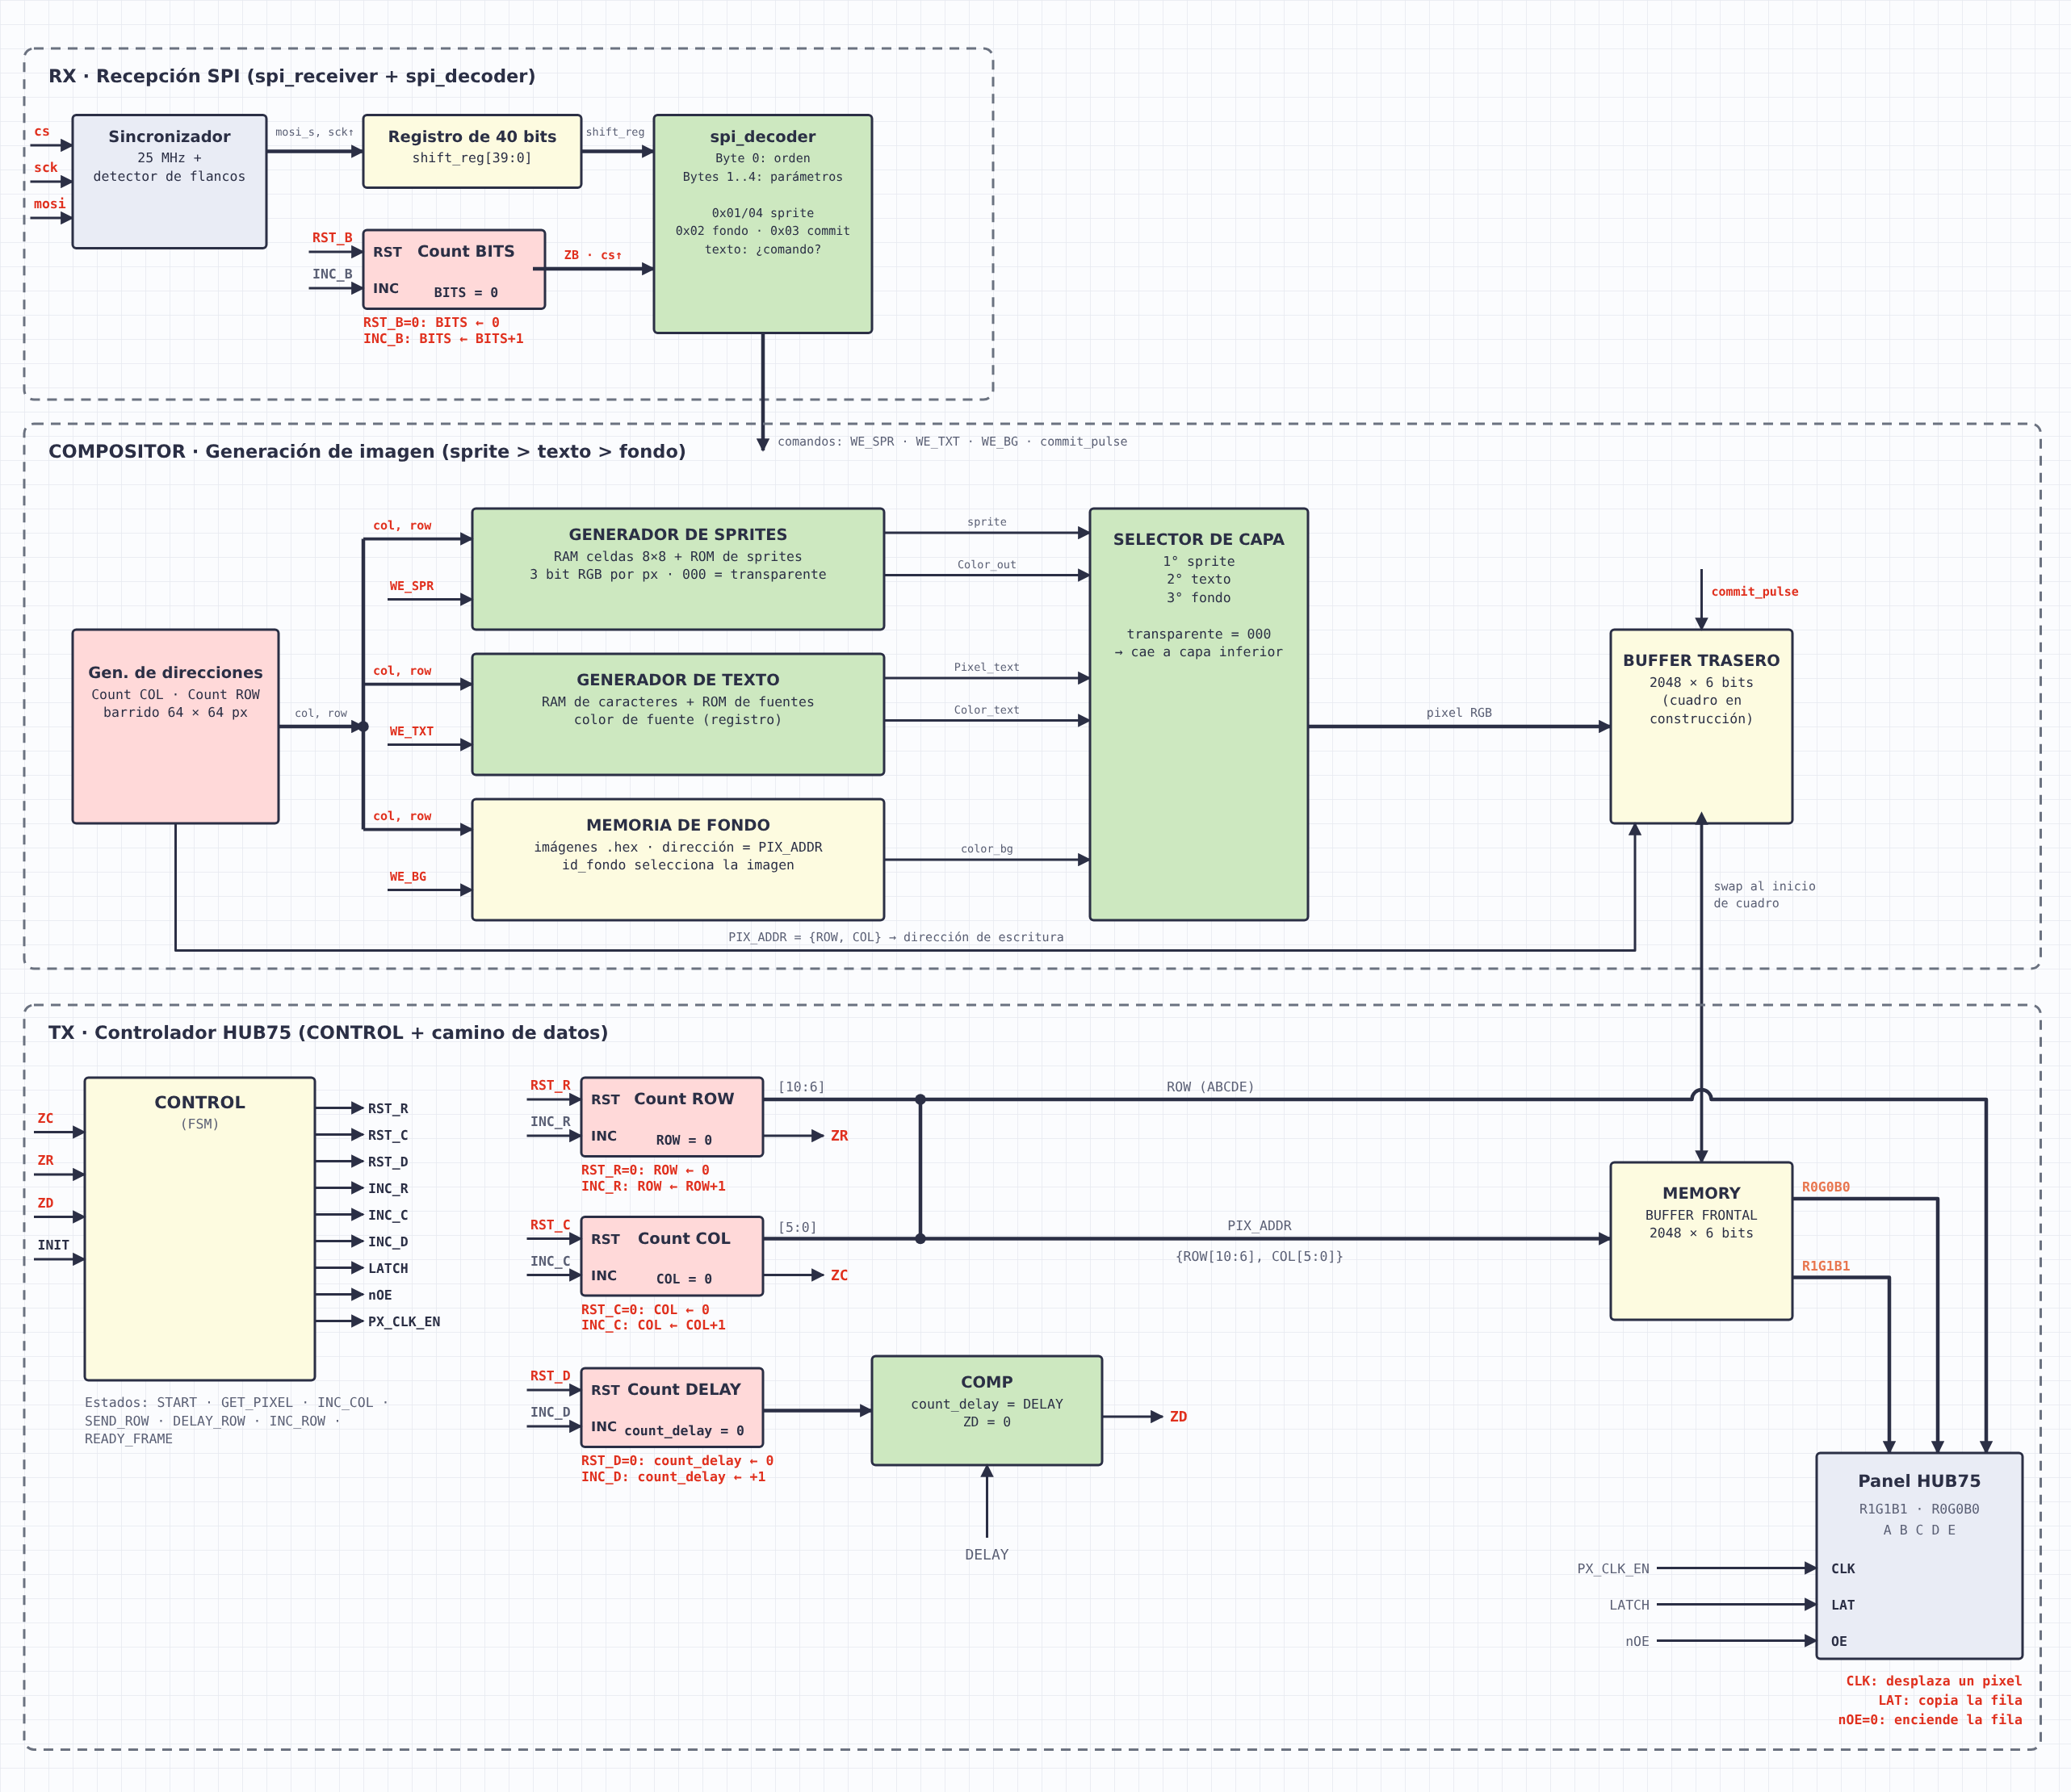 RX · Recepción SPI (spi_receiver + spi_decoder)
cs
sck
mosi
Sincronizador
25 MHz +
detector de flancos
mosi_s, sck↑
Registro de 40 bits
shift_reg[39:0]
shift_reg
spi_decoder
Byte 0: orden
Bytes 1..4: parámetros
0x01/04 sprite
0x02 fondo · 0x03 commit
texto: ¿comando?
RST_B
INC_B
RST Count BITS
INC BITS = 0
ZB · cs↑
RST_B=0: BITS ← 0
INC_B: BITS ← BITS+1
comandos: WE_SPR · WE_TXT · WE_BG · commit_pulse
COMPOSITOR · Generación de imagen (sprite > texto > fondo)
Gen. de direcciones
Count COL · Count ROW
barrido 64 × 64 px
col, row
col, row
WE_SPR
GENERADOR DE SPRITES
RAM celdas 8×8 + ROM de sprites
3 bit RGB por px · 000 = transparente
sprite
Color_out
col, row
WE_TXT
GENERADOR DE TEXTO
RAM de caracteres + ROM de fuentes
color de fuente (registro)
Pixel_text
Color_text
col, row
WE_BG
MEMORIA DE FONDO
imágenes .hex · dirección = PIX_ADDR
id_fondo selecciona la imagen
color_bg
SELECTOR DE CAPA
1° sprite
2° texto
3° fondo
transparente = 000
→ cae a capa inferior
pixel RGB
commit_pulse
BUFFER TRASERO
2048 × 6 bits
(cuadro en
construcción)
swap al inicio
de cuadro
PIX_ADDR = {ROW, COL} → dirección de escritura
TX · Controlador HUB75 (CONTROL + camino de datos)
ZC
ZR
ZD
INIT
CONTROL
(FSM)
RST_R
RST_C
RST_D
INC_R
INC_C
INC_D
LATCH
nOE
PX_CLK_EN
Estados: START · GET_PIXEL · INC_COL ·
SEND_ROW · DELAY_ROW · INC_ROW ·
READY_FRAME
RST_R
INC_R
RST Count ROW
INC ROW = 0
[10:6]
ZR
ROW (ABCDE)
RST_R=0: ROW ← 0
INC_R: ROW ← ROW+1
RST_C
INC_C
RST Count COL
INC COL = 0
[5:0]
ZC
PIX_ADDR
{ROW[10:6], COL[5:0]}
RST_C=0: COL ← 0
INC_C: COL ← COL+1
MEMORY
BUFFER FRONTAL
2048 × 6 bits
R0G0B0
R1G1B1
RST_D
INC_D
RST Count DELAY
INC count_delay = 0
RST_D=0: count_delay ← 0
INC_D: count_delay ← +1
COMP
count_delay = DELAY
ZD = 0
ZD
DELAY
Panel HUB75
R1G1B1 · R0G0B0
A B C D E
PX_CLK_EN
CLK
LATCH
LAT
nOE
OE
CLK: desplaza un pixel
LAT: copia la fila
nOE=0: enciende la fila